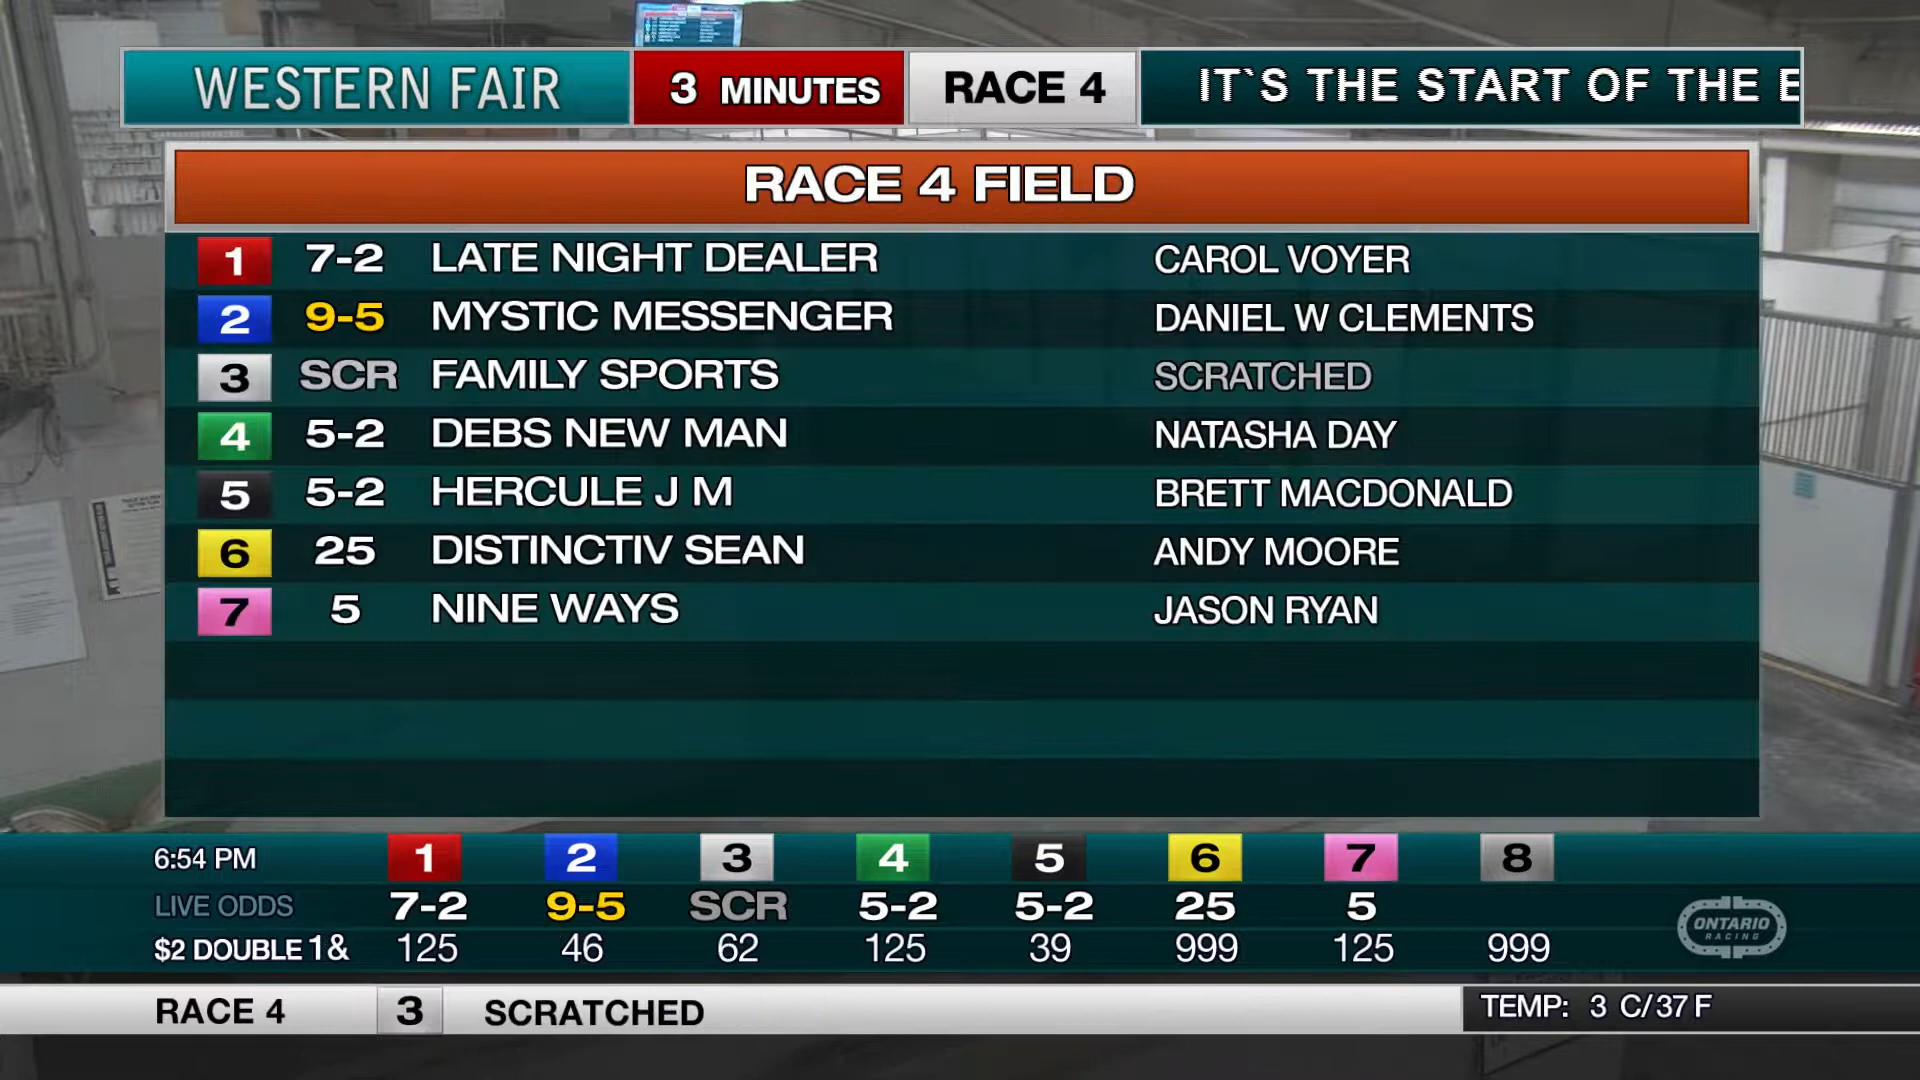 WESTERN FAIR 3 MINUTES RACE 4 IT`S THE START OF THE E
RACE 4 FIELD
1 7-2 LATE NIGHT DEALER CAROL VOYER
2 9-5 MYSTIC MESSENGER DANIEL W CLEMENTS
3 SCR FAMILY SPORTS SCRATCHED
4 5-2 DEBS NEW MAN NATASHA DAY
5 5-2 HERCULE J M BRETT MACDONALD
6 25 DISTINCTIV SEAN ANDY MOORE
7 5 NINE WAYS JASON RYAN
6:54 PM 1 2 3 4 5 6 7 8
LIVE ODDS 7-2 9-5 SCR 5-2 5-2 25 5
$2 DOUBLE 1& 125 46 62 125 39 999 125 999
ONTARIO
RACING
RACE 4 3 SCRATCHED TEMP: 3 C/37 F